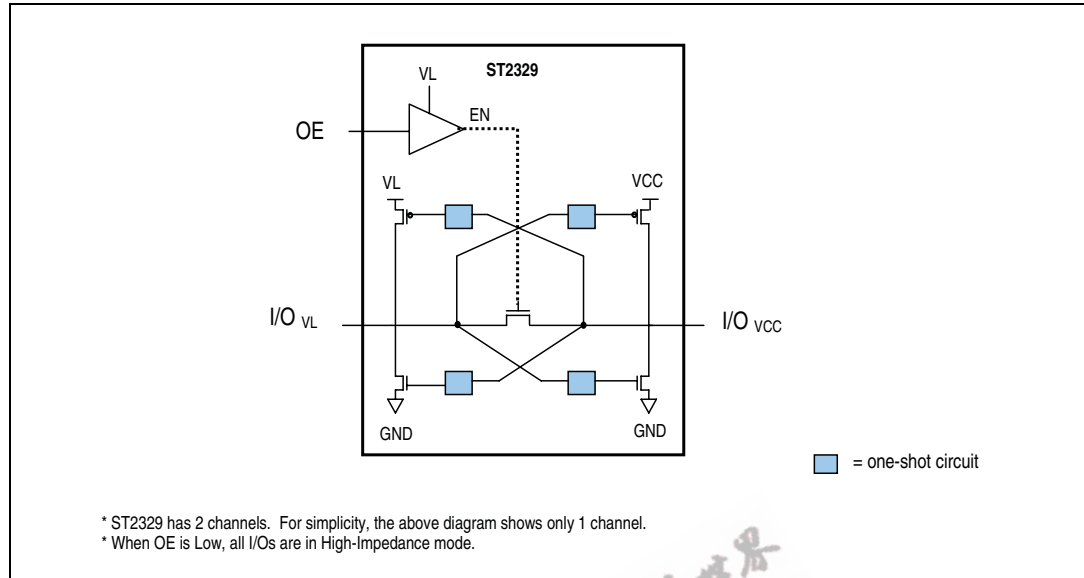 ST2329
VL
EN
OE
VL
VCC
I/O VL
I/O VCC
GND
GND
= one-shot circuit
* ST2329 has 2 channels. For simplicity, the above diagram shows only 1 channel.
* When OE is Low, all I/Os are in High-Impedance mode.